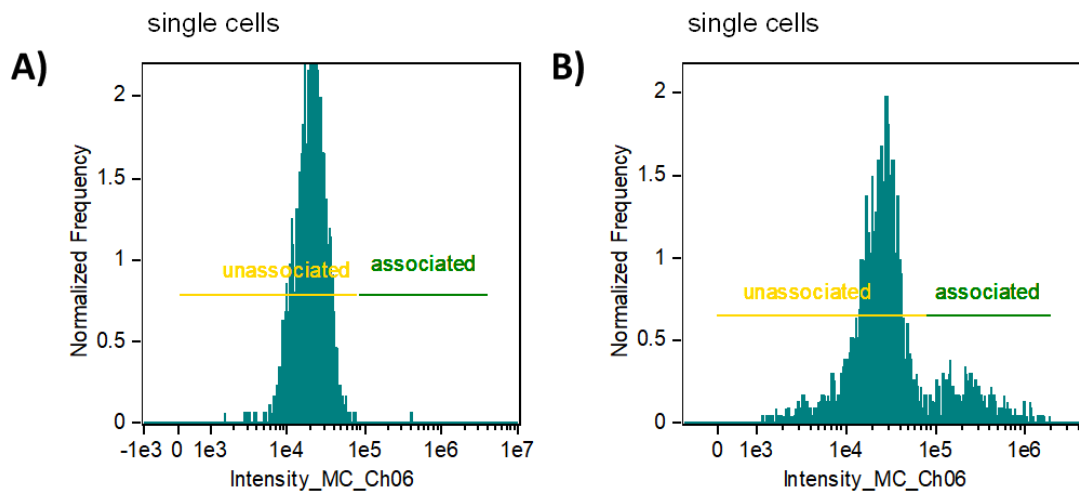 single cells
A)
2
1.5
1
0.5
0
Normalized Frequency
unassociated
associated
-1e3 0 1e3 1e4 1e5 1e6 1e7
Intensity_MC_Ch06
single cells
B)
2
1.5
1
0.5
0
Normalized Frequency
unassociated
associated
0 1e3 1e4 1e5 1e6
Intensity_MC_Ch06